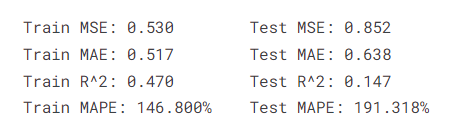 Train MSE: 0.530    Test MSE: 0.852
Train MAE: 0.517    Test MAE: 0.638
Train R^2: 0.470    Test R^2: 0.147
Train MAPE: 146.800%    Test MAPE: 191.318%